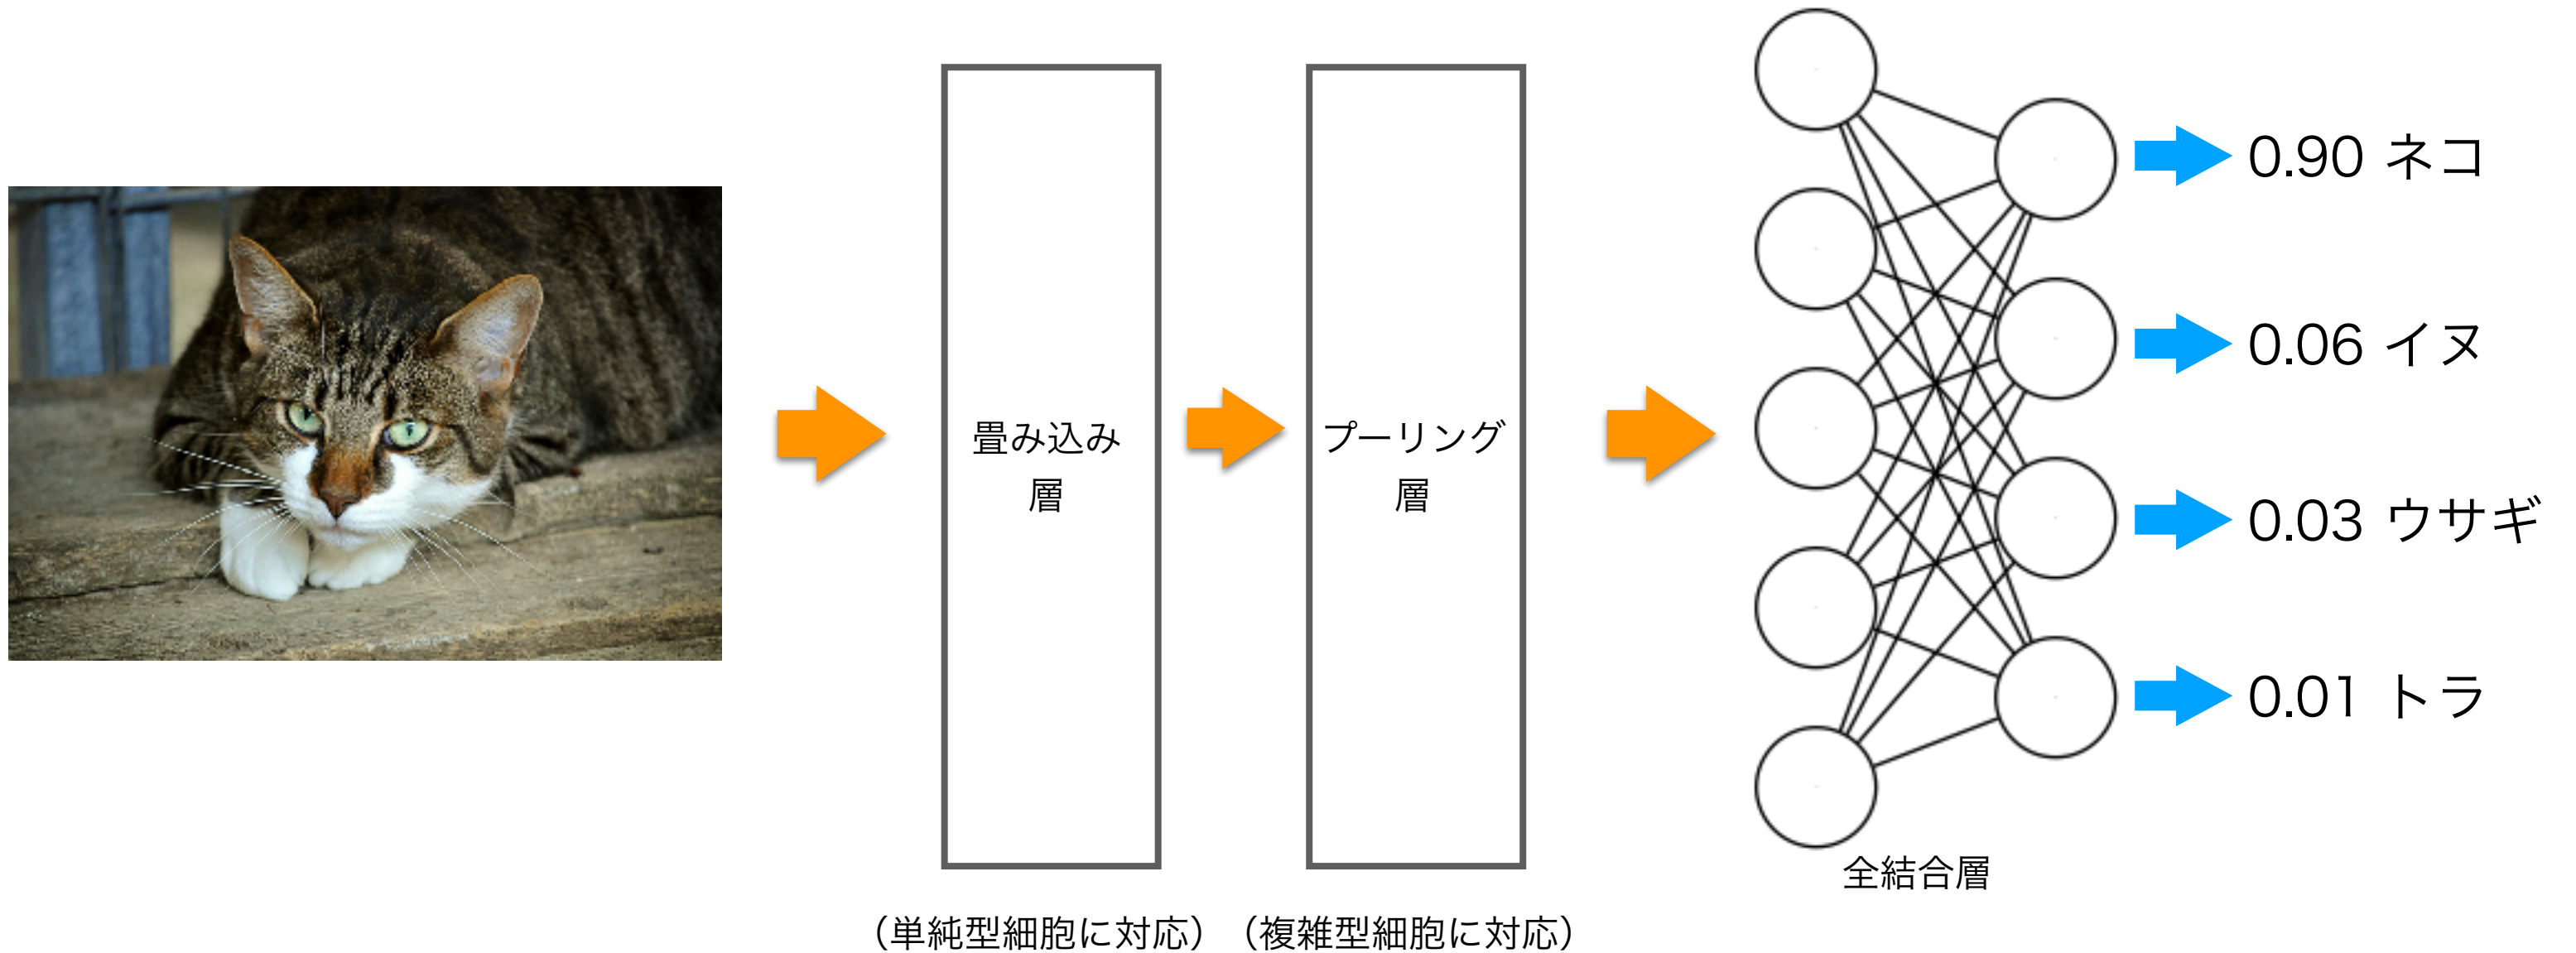 畳み込み
層
（単純型細胞に対応）
プーリング
層
（複雑型細胞に対応）
全結合層
0.90 ネコ
0.06 イヌ
0.03 ウサギ
0.01 トラ